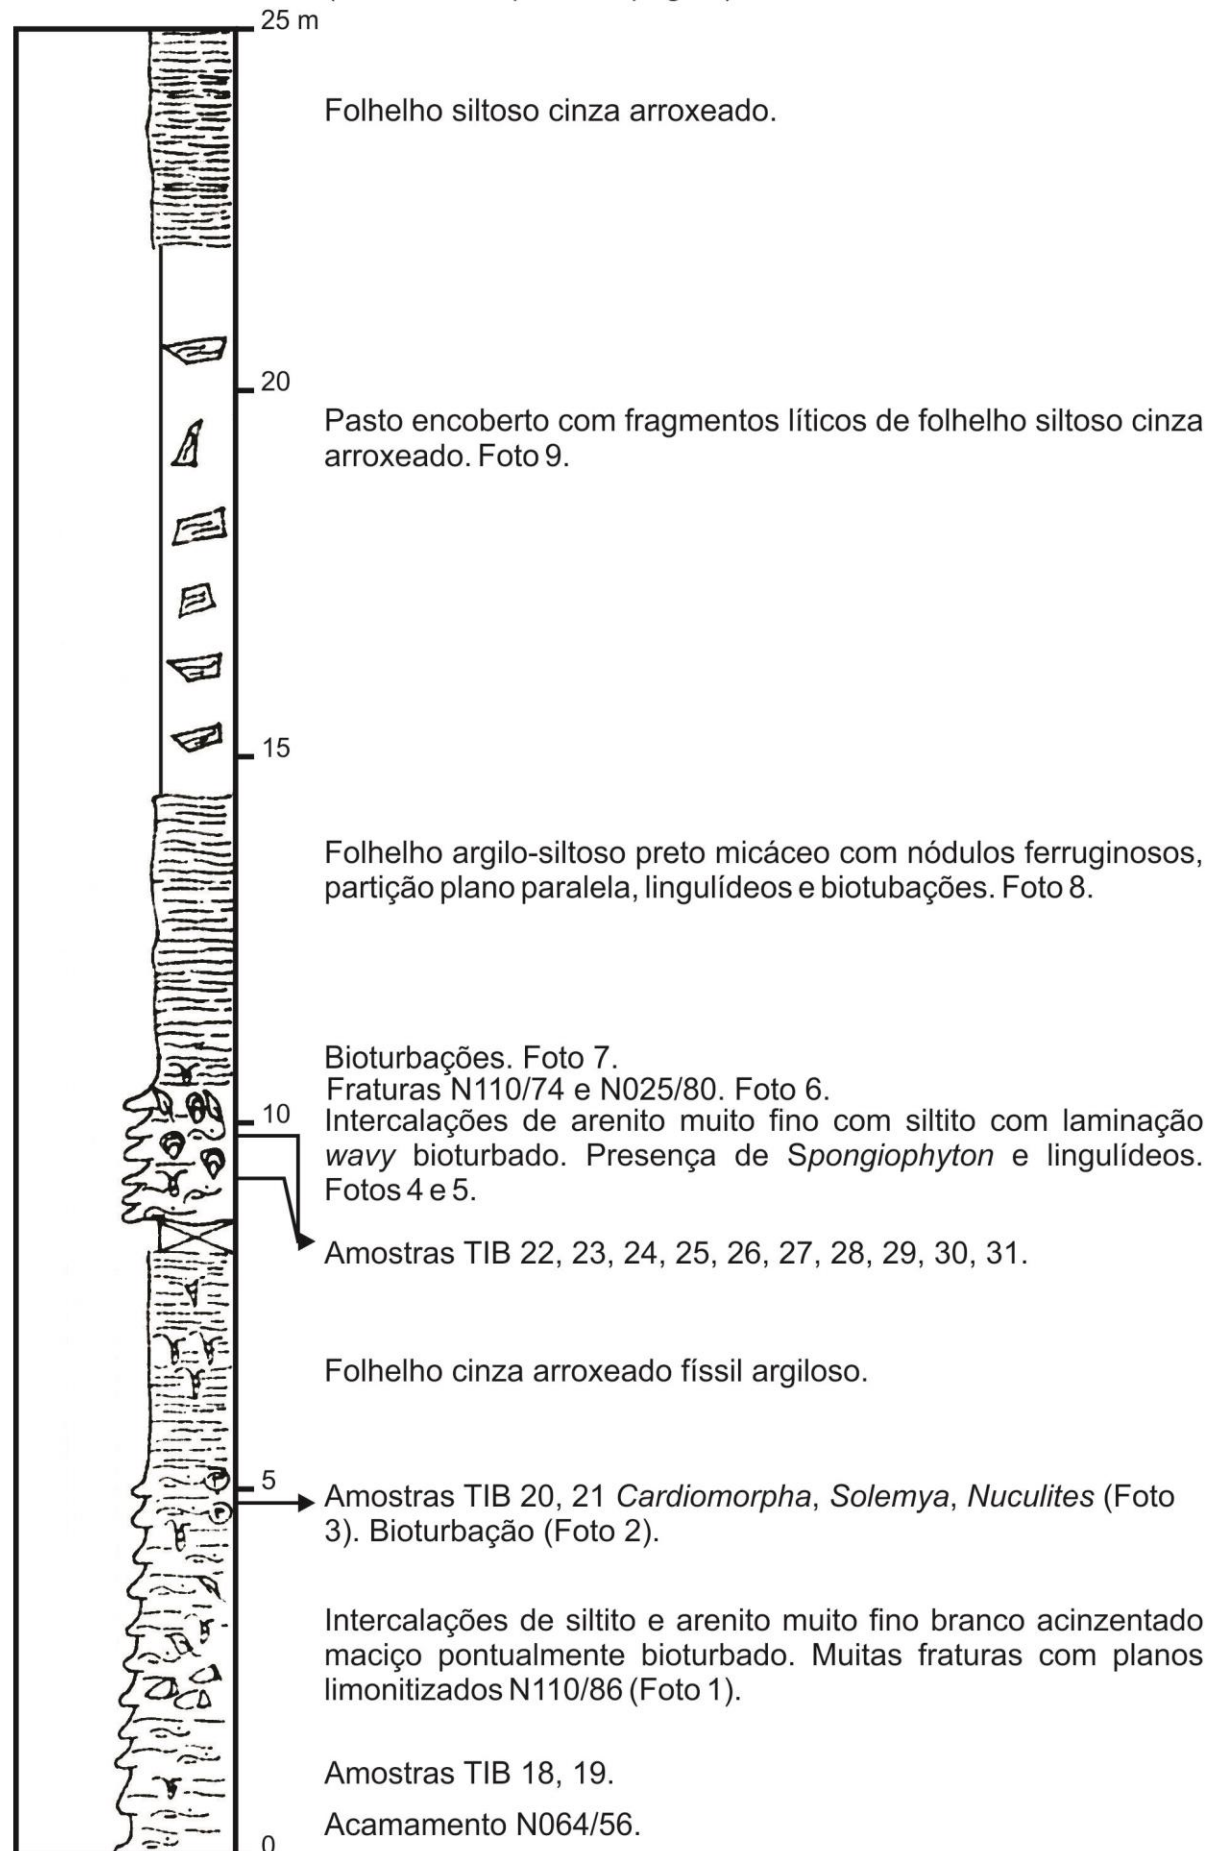 25 m
Folhelho siltoso cinza arroxeado.
20
Pasto encoberto com fragmentos líticos de folhelho siltoso cinza
arroxeado. Foto 9.
15
Folhelho argilo-siltoso preto micáceo com nódulos ferruginosos,
partição plano paralela, lingulídeos e biotubações. Foto 8.
Bioturbações. Foto 7.
Fraturas N110/74 e N025/80. Foto 6.
10
Intercalações de arenito muito fino com siltito com laminação
wavy bioturbado. Presença de Spongiophyton e lingulídeos.
Fotos 4 e 5.
Amostras TIB 22, 23, 24, 25, 26, 27, 28, 29, 30, 31.
Folhelho cinza arroxeado físsil argiloso.
5
Amostras TIB 20, 21 Cardiomorpha, Solemya, Nuculites (Foto
3). Bioturbação (Foto 2).
Intercalações de siltito e arenito muito fino branco acinzentado
maciço pontualmente bioturbado. Muitas fraturas com planos
limonitizados N110/86 (Foto 1).
Amostras TIB 18, 19.
Acamamento N064/56.
0